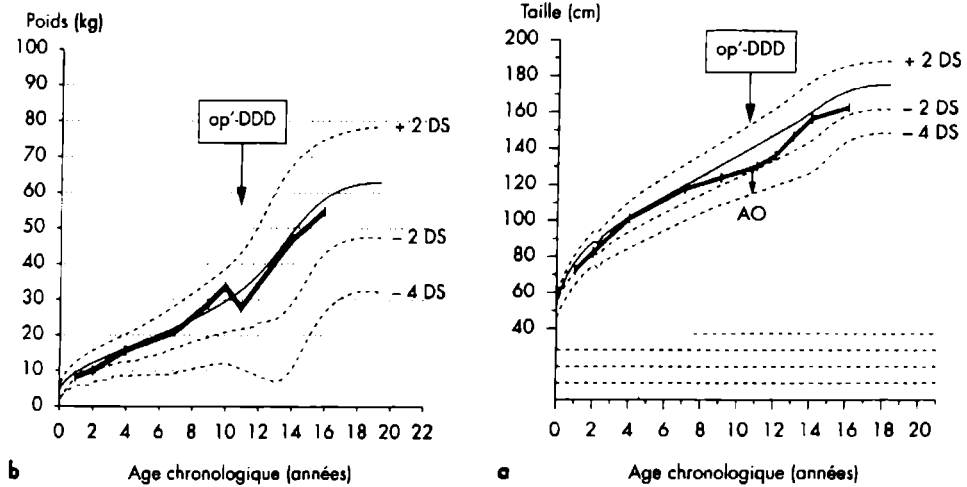 Poids (kg)
100
90
80
70
60
50
40
30
20
10
0
op'-DDD
+ 2 DS
− 2 DS
− 4 DS
0 2 4 6 8 10 12 14 16 18 20 22
b Age chronologique (années)
Taille (cm)
200
180
160
140
120
100
80
60
40
op'-DDD
+ 2 DS
− 2 DS
− 4 DS
AO
0 2 4 6 8 10 12 14 16 18 20
a Age chronologique (années)